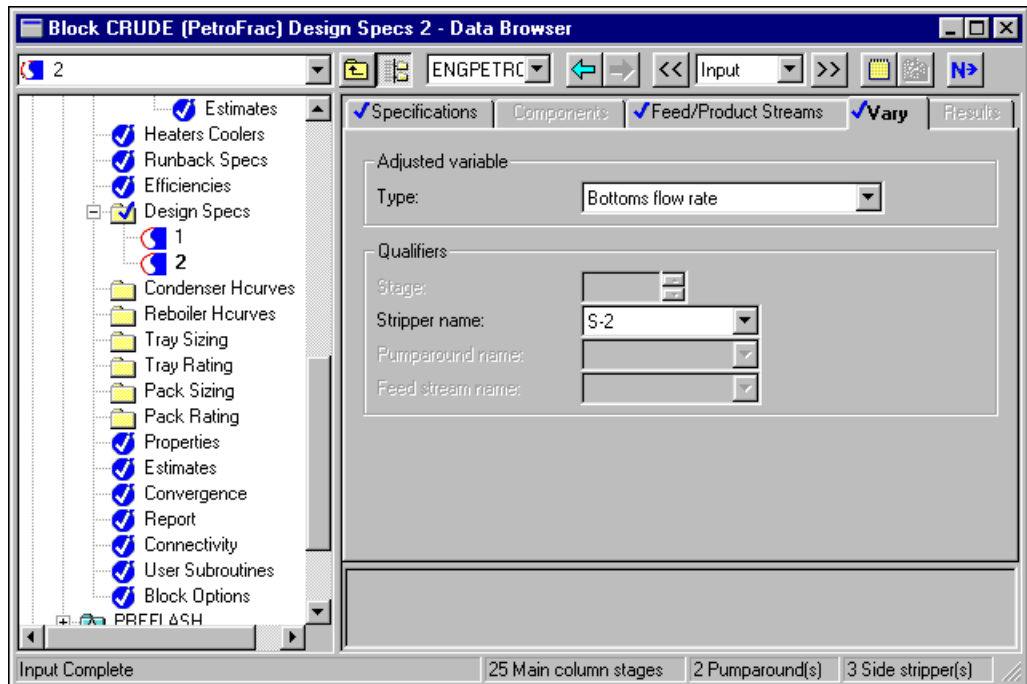 Block CRUDE (PetroFrac) Design Specs 2 - Data Browser
2
ENGPETRC
<<
Input
>>
N
Estimates
Heaters Coolers
Runback Specs
Efficiencies
Design Specs
1
2
Condenser Hcurves
Reboiler Hcurves
Tray Sizing
Tray Rating
Pack Sizing
Pack Rating
Properties
Estimates
Convergence
Report
Connectivity
User Subroutines
Block Options
PREFLASH
Specifications
Components
Feed/Product Streams
Vary
Results
Adjusted variable
Type:
Bottoms flow rate
Qualifiers
Stage:
Stripper name:
S-2
Pumparound name:
Feed stream name:
Input Complete
25 Main column stages
2 Pumparound(s)
3 Side stripper(s)